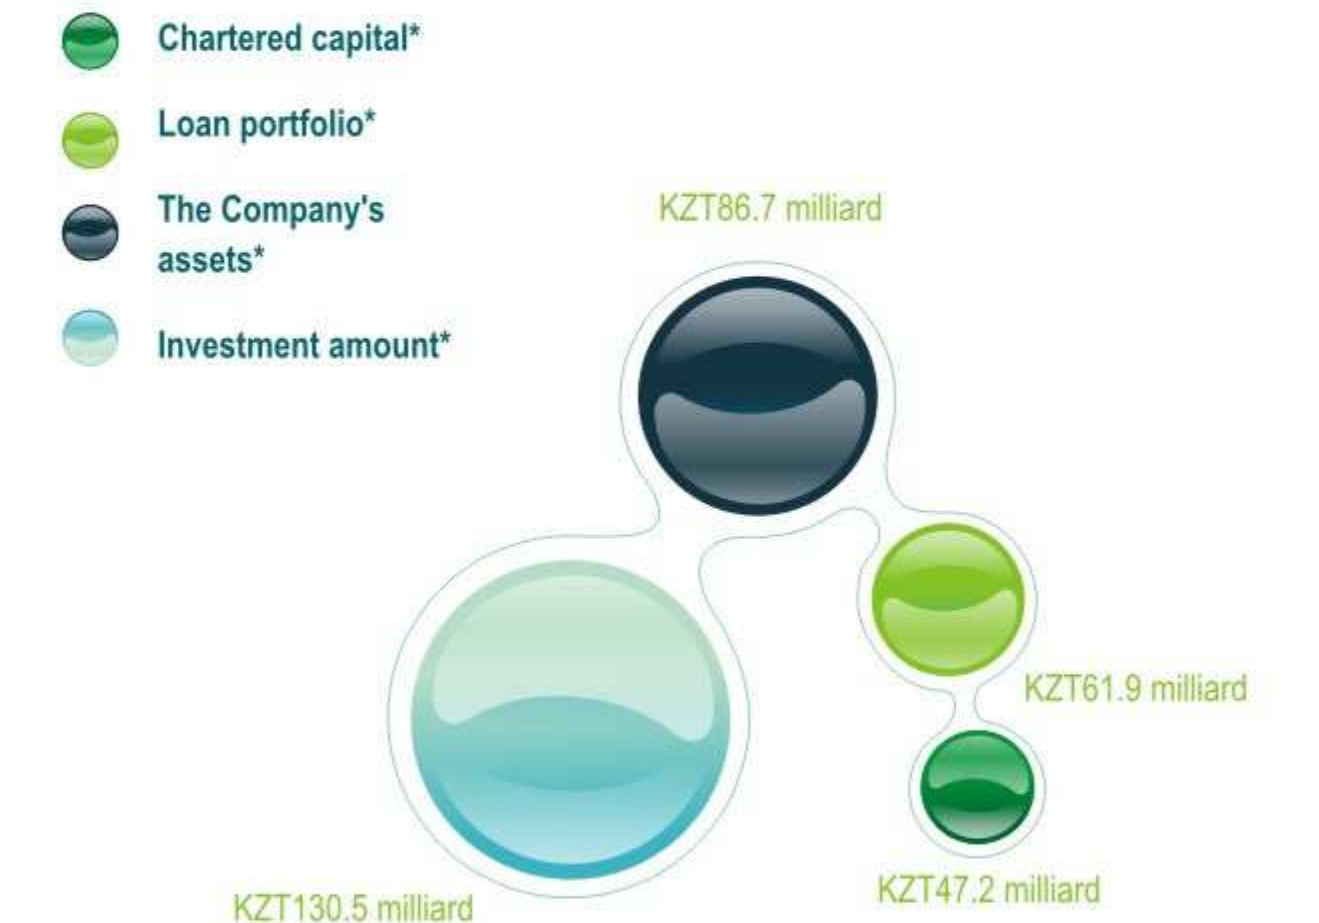 Chartered capital*
Loan portfolio*
The Company's
assets*
Investment amount*
KZT86.7 milliard
KZT61.9 milliard
KZT47.2 milliard
KZT130.5 milliard